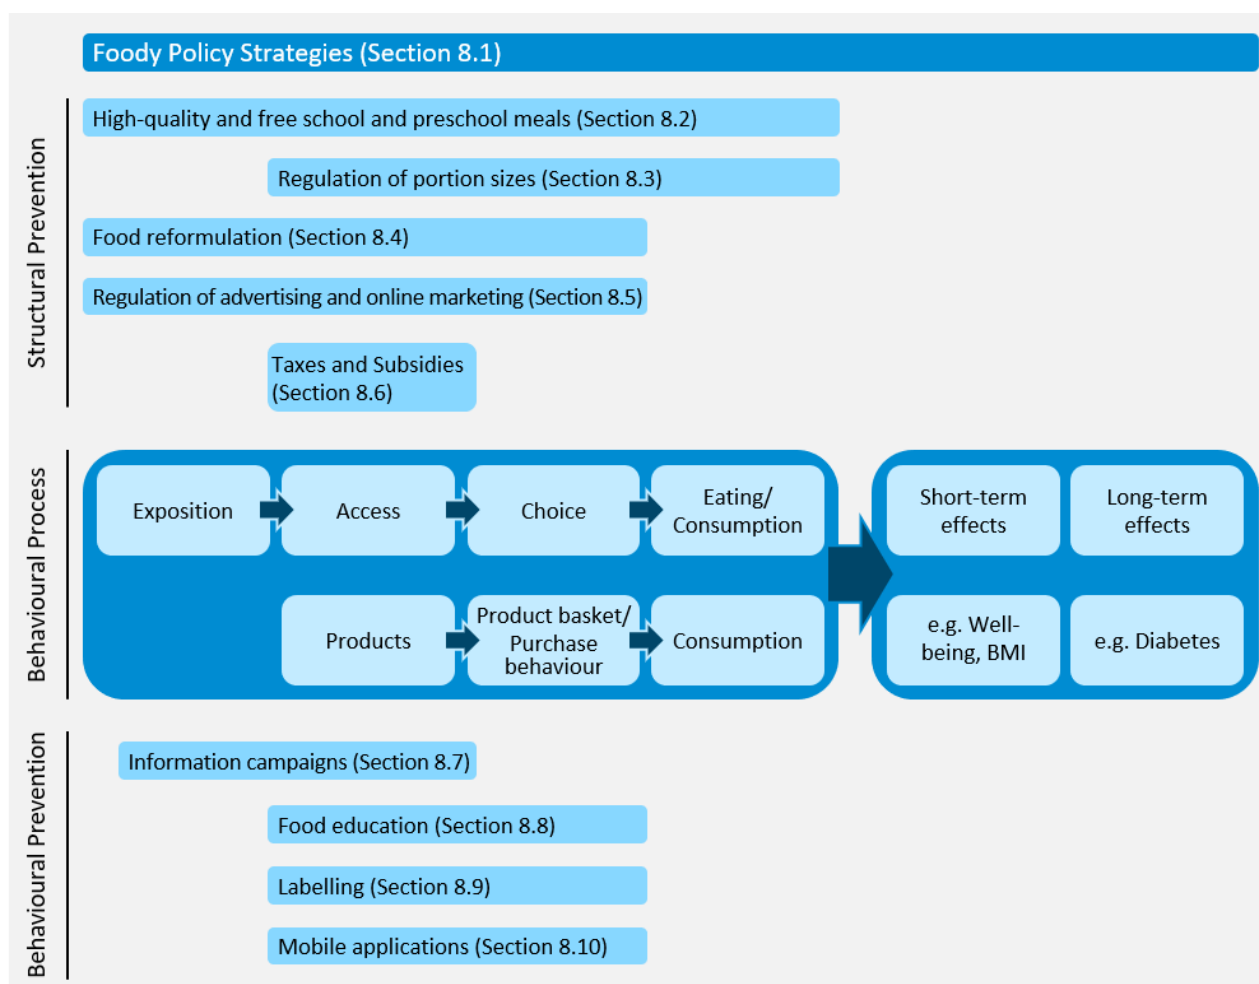 Foody Policy Strategies (Section 8.1)
Structural Prevention
High-quality and free school and preschool meals (Section 8.2)
Regulation of portion sizes (Section 8.3)
Food reformulation (Section 8.4)
Regulation of advertising and online marketing (Section 8.5)
Taxes and Subsidies
(Section 8.6)
Behavioural Process
Exposition
Access
Choice
Eating/
Consumption
Short-term
effects
Long-term
effects
Products
Product basket/
Purchase
behaviour
Consumption
e.g. Well-
being, BMI
e.g. Diabetes
Behavioural Prevention
Information campaigns (Section 8.7)
Food education (Section 8.8)
Labelling (Section 8.9)
Mobile applications (Section 8.10)